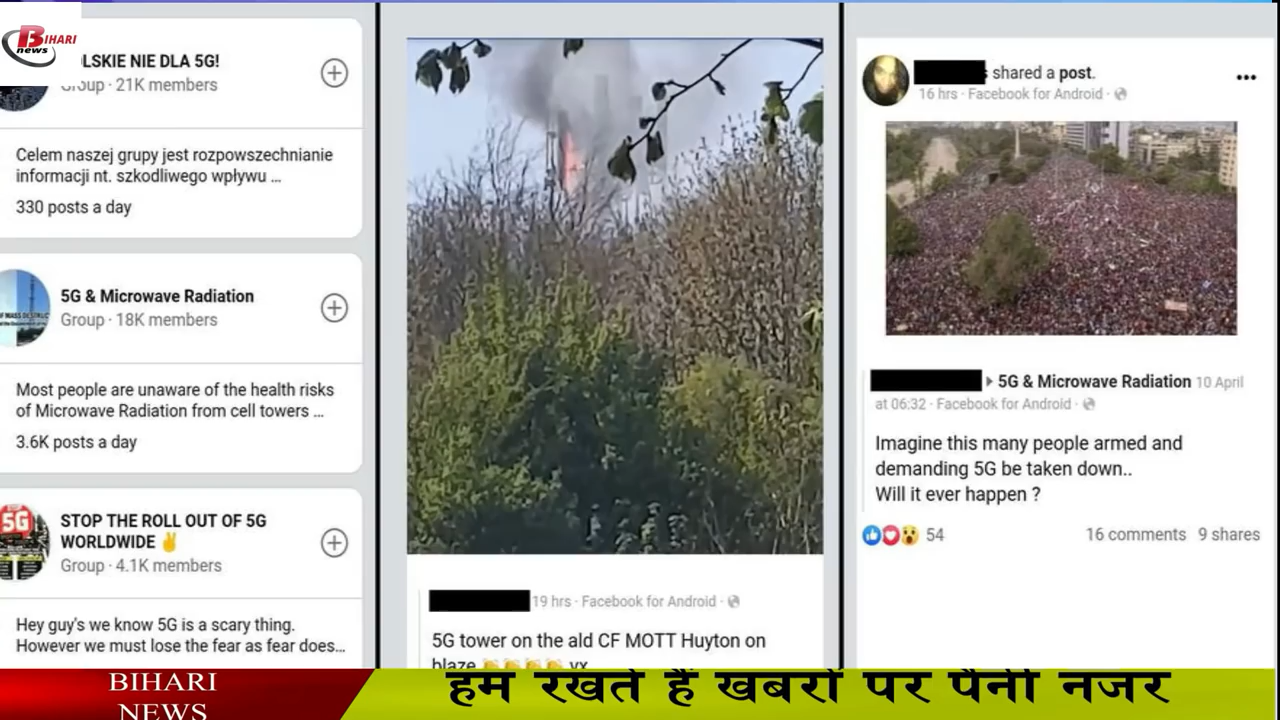 BIHARI
news
LSKIE NIE DLA 5G!
Group · 21K members
Celem naszej grupy jest rozpowszechnianie
informacji nt. szkodliwego wpływu ...
330 posts a day
5G & Microwave Radiation
Group · 18K members
Most people are unaware of the health risks
of Microwave Radiation from cell towers ...
3.6K posts a day
5G
STOP THE ROLL OUT OF 5G
WORLDWIDE ✌
Group · 4.1K members
Hey guy's we know 5G is a scary thing.
However we must lose the fear as fear does...
19 hrs · Facebook for Android ·
5G tower on the ald CF MOTT Huyton on
blaze 👏👏👏👏 yx
shared a post.
16 hrs · Facebook for Android ·
5G & Microwave Radiation 10 April
at 06:32 · Facebook for Android ·
Imagine this many people armed and
demanding 5G be taken down..
Will it ever happen ?
54
16 comments 9 shares
BIHARI
NEWS
हम रखते हैं खबरों पर पैनी नजर